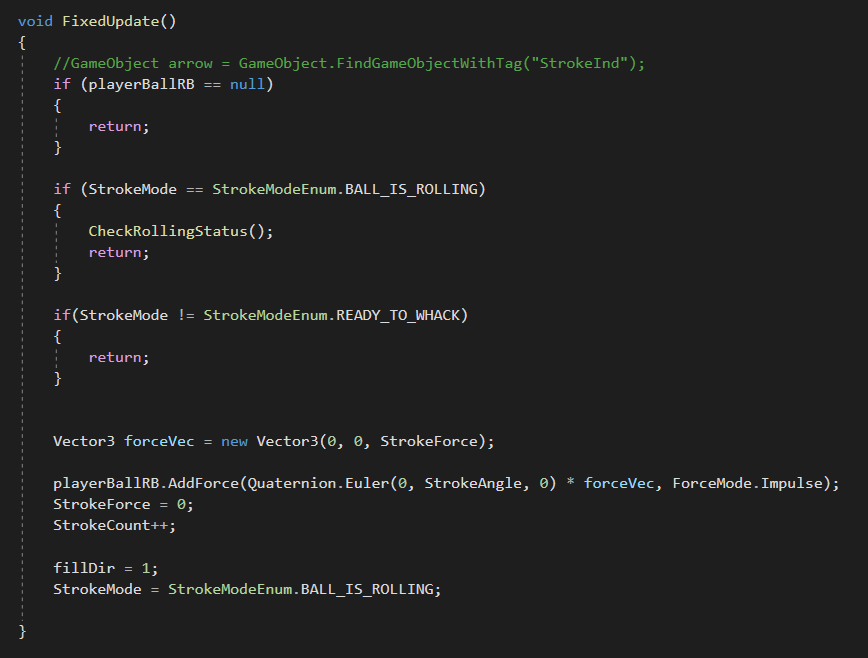 void FixedUpdate()
{
    //GameObject arrow = GameObject.FindGameObjectWithTag("StrokeInd");
    if (playerBallRB == null)
    {
        return;
    }

    if (StrokeMode == StrokeModeEnum.BALL_IS_ROLLING)
    {
        CheckRollingStatus();
        return;
    }

    if(StrokeMode != StrokeModeEnum.READY_TO_WHACK)
    {
        return;
    }


    Vector3 forceVec = new Vector3(0, 0, StrokeForce);

    playerBallRB.AddForce(Quaternion.Euler(0, StrokeAngle, 0) * forceVec, ForceMode.Impulse);
    StrokeForce = 0;
    StrokeCount++;

    fillDir = 1;
    StrokeMode = StrokeModeEnum.BALL_IS_ROLLING;

}